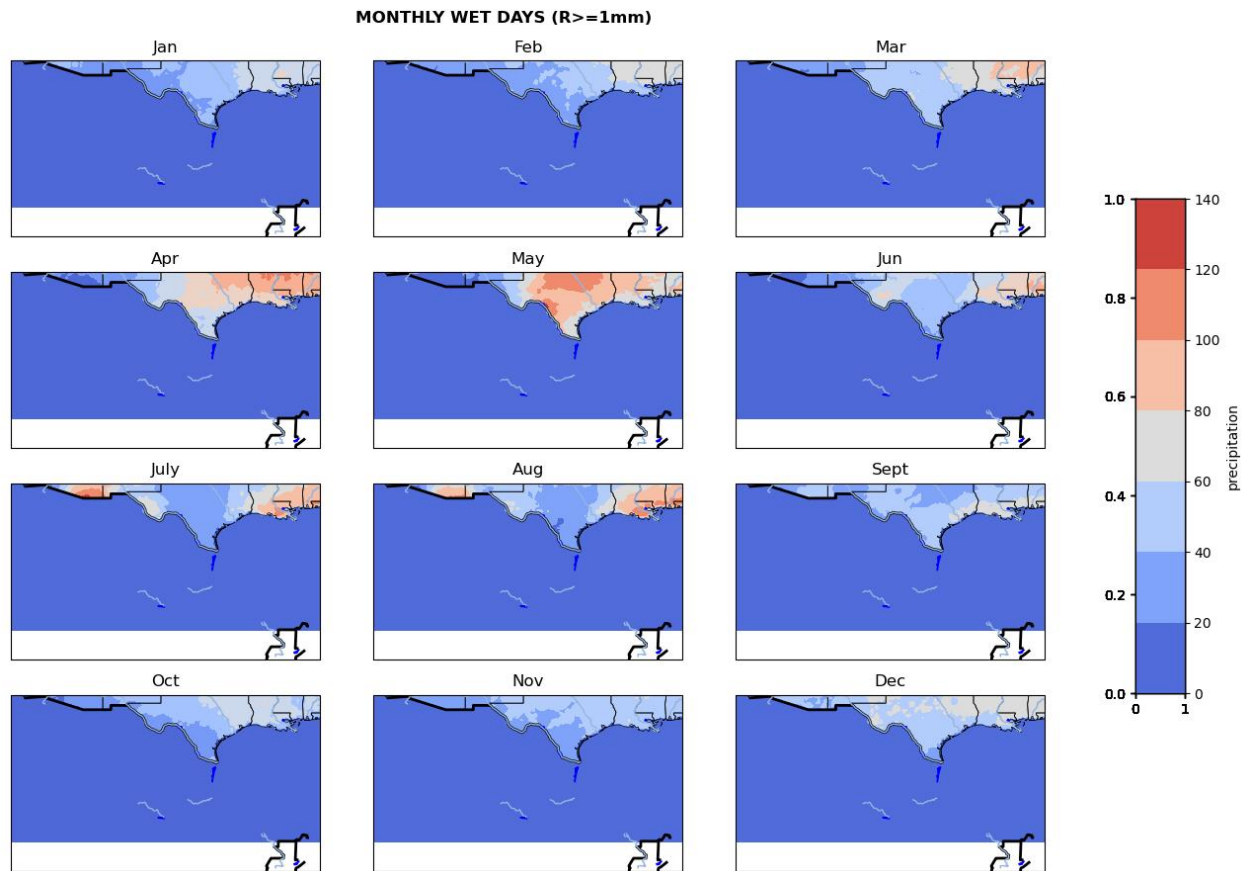 MONTHLY WET DAYS (R>=1mm)
Jan
Feb
Mar
Apr
May
Jun
July
Aug
Sept
Oct
Nov
Dec
1.0
0.8
0.6
0.4
0.2
0.0
140
120
100
80
60
40
20
0
0
1
precipitation